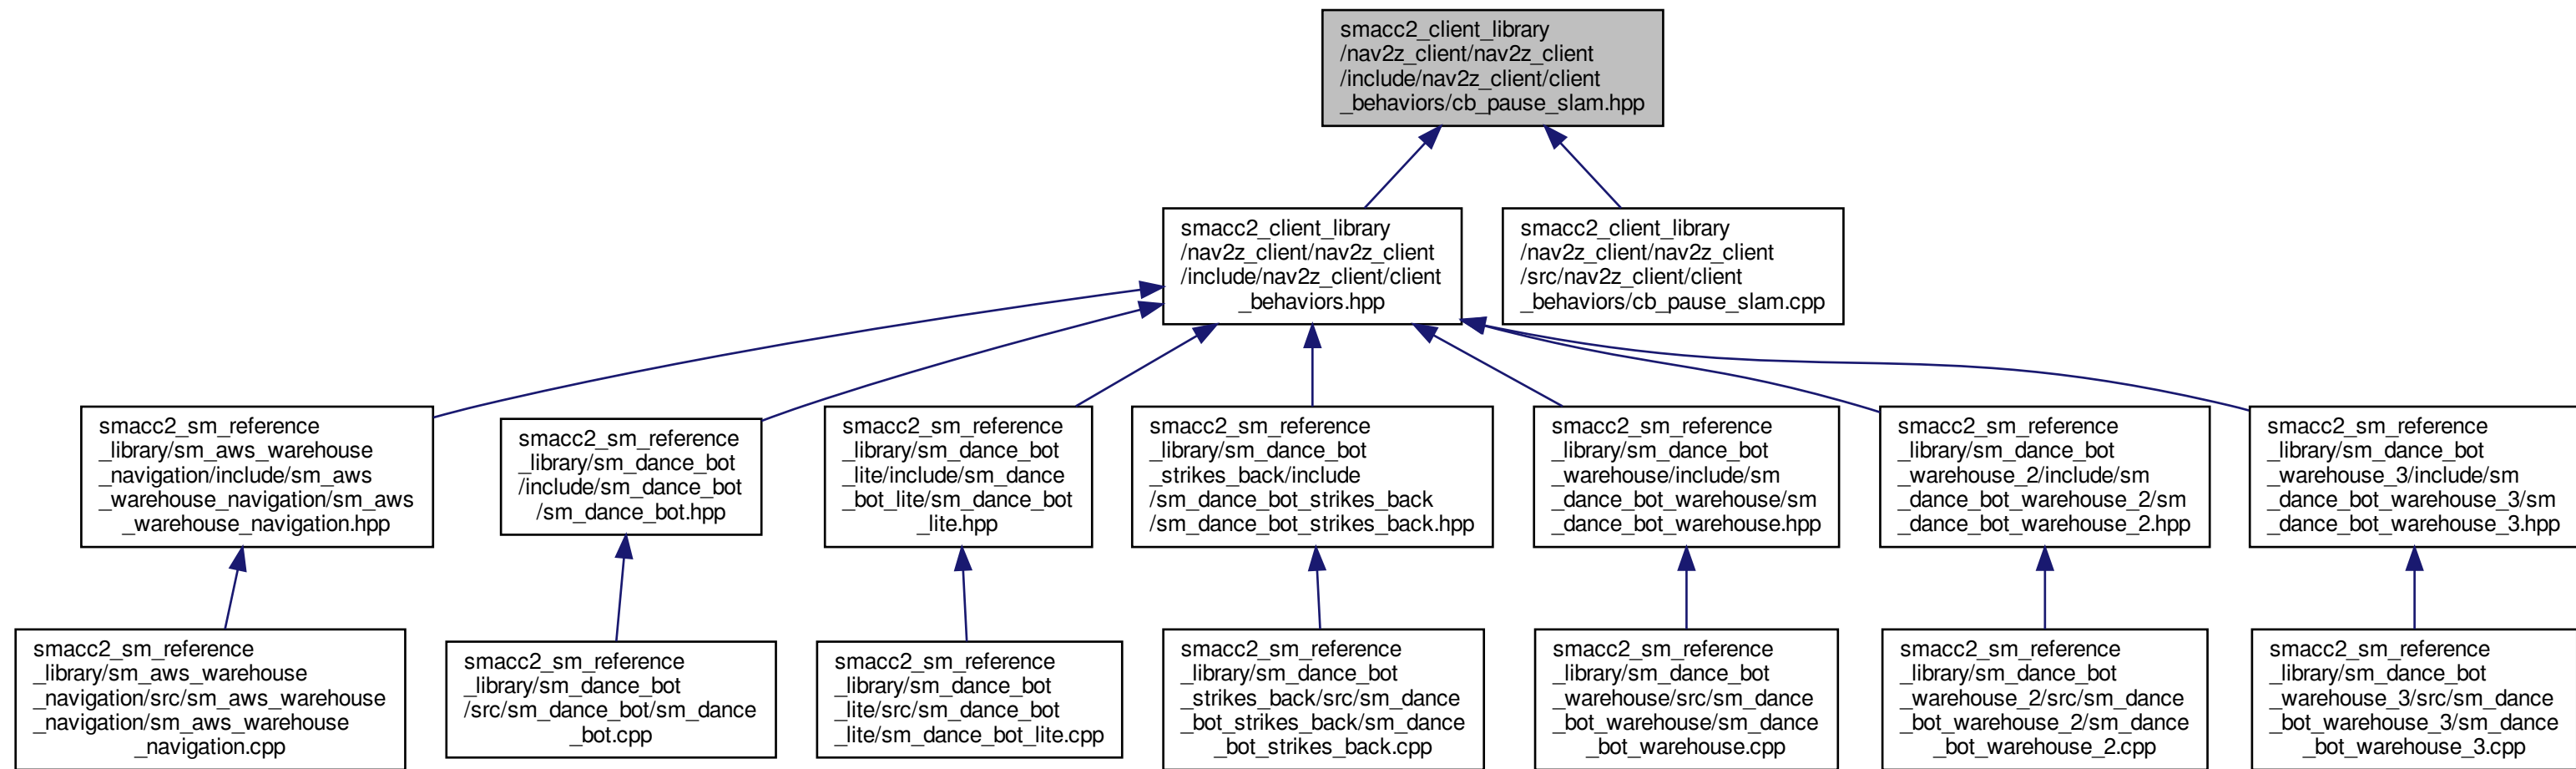 smacc2_client_library
/nav2z_client/nav2z_client
/include/nav2z_client/client
_behaviors/cb_pause_slam.hpp
smacc2_client_library
/nav2z_client/nav2z_client
/include/nav2z_client/client
_behaviors.hpp
smacc2_client_library
/nav2z_client/nav2z_client
/src/nav2z_client/client
_behaviors/cb_pause_slam.cpp
smacc2_sm_reference
_library/sm_aws_warehouse
_navigation/include/sm_aws
_warehouse_navigation/sm_aws
_warehouse_navigation.hpp
smacc2_sm_reference
_library/sm_dance_bot
/include/sm_dance_bot
/sm_dance_bot.hpp
smacc2_sm_reference
_library/sm_dance_bot
_lite/include/sm_dance
_bot_lite/sm_dance_bot
_lite.hpp
smacc2_sm_reference
_library/sm_dance_bot
_strikes_back/include
/sm_dance_bot_strikes_back
/sm_dance_bot_strikes_back.hpp
smacc2_sm_reference
_library/sm_dance_bot
_warehouse/include/sm
_dance_bot_warehouse/sm
_dance_bot_warehouse.hpp
smacc2_sm_reference
_library/sm_dance_bot
_warehouse_2/include/sm
_dance_bot_warehouse_2/sm
_dance_bot_warehouse_2.hpp
smacc2_sm_reference
_library/sm_dance_bot
_warehouse_3/include/sm
_dance_bot_warehouse_3/sm
_dance_bot_warehouse_3.hpp
smacc2_sm_reference
_library/sm_aws_warehouse
_navigation/src/sm_aws_warehouse
_navigation/sm_aws_warehouse
_navigation.cpp
smacc2_sm_reference
_library/sm_dance_bot
/src/sm_dance_bot/sm_dance
_bot.cpp
smacc2_sm_reference
_library/sm_dance_bot
_lite/src/sm_dance_bot
_lite/sm_dance_bot_lite.cpp
smacc2_sm_reference
_library/sm_dance_bot
_strikes_back/src/sm_dance
_bot_strikes_back/sm_dance
_bot_strikes_back.cpp
smacc2_sm_reference
_library/sm_dance_bot
_warehouse/src/sm_dance
_bot_warehouse/sm_dance
_bot_warehouse.cpp
smacc2_sm_reference
_library/sm_dance_bot
_warehouse_2/src/sm_dance
_bot_warehouse_2/sm_dance
_bot_warehouse_2.cpp
smacc2_sm_reference
_library/sm_dance_bot
_warehouse_3/src/sm_dance
_bot_warehouse_3/sm_dance
_bot_warehouse_3.cpp